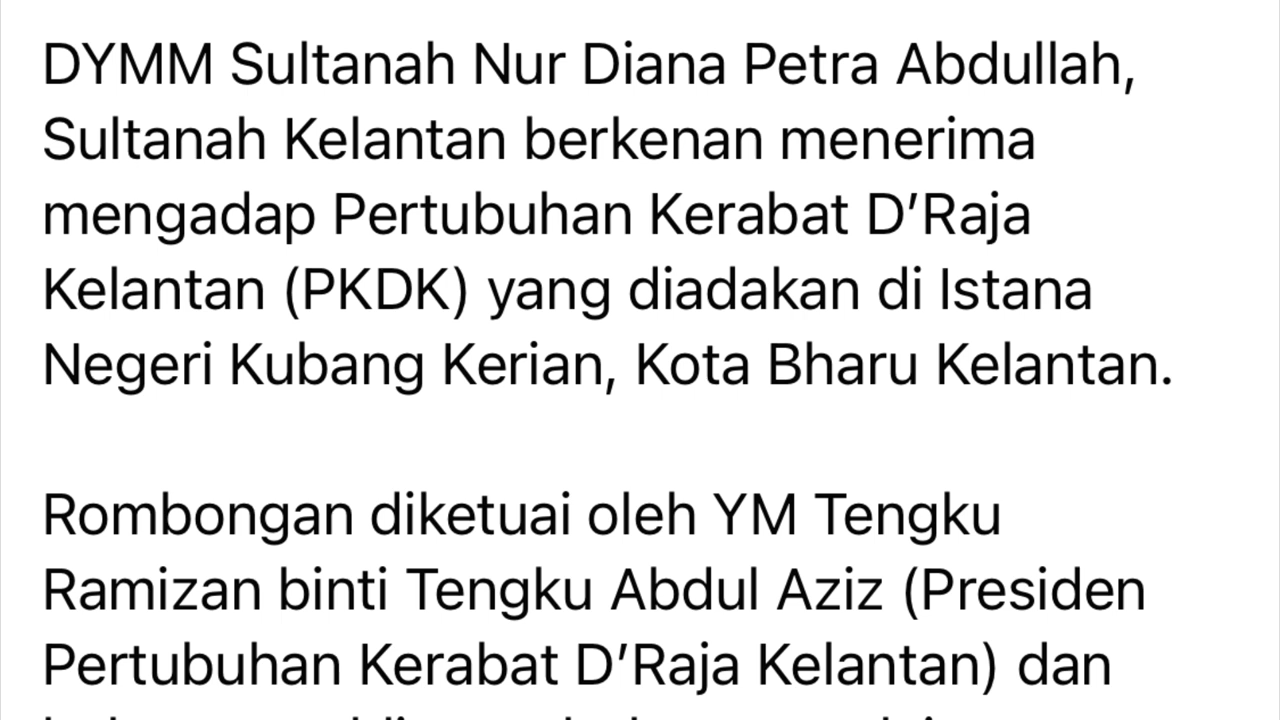 DYMM Sultanah Nur Diana Petra Abdullah,
Sultanah Kelantan berkenan menerima
mengadap Pertubuhan Kerabat D’Raja
Kelantan (PKDK) yang diadakan di Istana
Negeri Kubang Kerian, Kota Bharu Kelantan.
Rombongan diketuai oleh YM Tengku
Ramizan binti Tengku Abdul Aziz (Presiden
Pertubuhan Kerabat D’Raja Kelantan) dan